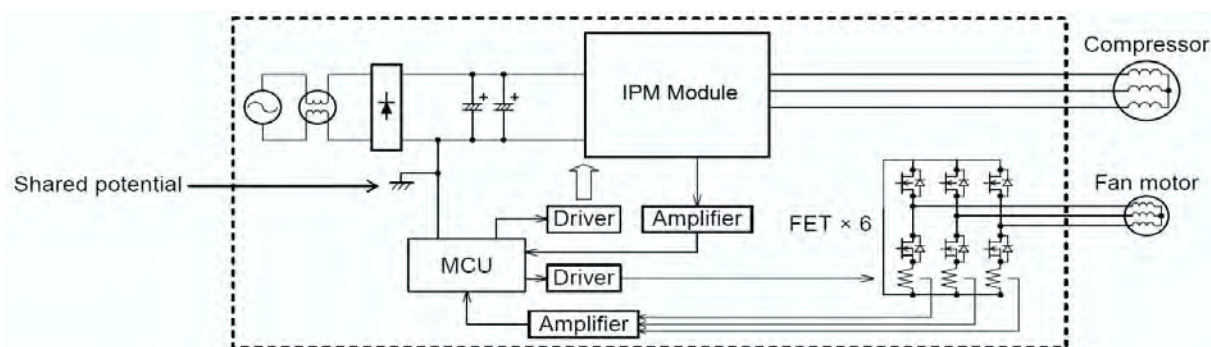 Compressor
IPM Module
Shared potential
Fan motor
Driver
Amplifier
FET × 6
MCU
Driver
Amplifier
+
+